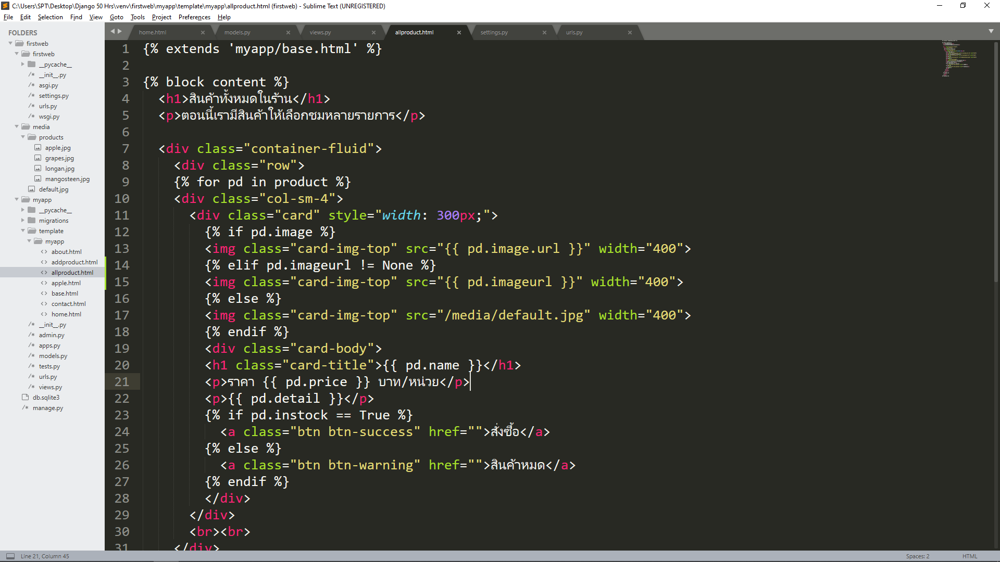 C:\Users\SPT\Desktop\Django 50 Hrs\venv\firstweb\myapp\template\myapp\allproduct.html (firstweb) - Sublime Text (UNREGISTERED)
File Edit Selection Find View Goto Tools Project Preferences Help
FOLDERS
firstweb
firstweb
__pycache__
/* __init__.py
/* asgi.py
/* settings.py
/* urls.py
/* wsgi.py
media
products
apple.jpg
grapes.jpg
longan.jpg
mangosteen.jpg
default.jpg
myapp
__pycache__
migrations
template
myapp
<> about.html
<> addproduct.html
<> allproduct.html
<> apple.html
<> base.html
<> contact.html
<> home.html
/* __init__.py
/* admin.py
/* apps.py
/* models.py
/* tests.py
/* urls.py
/* views.py
db.sqlite3
/* manage.py
home.html × models.py × views.py × allproduct.html × settings.py × urls.py ×
1 {% extends 'myapp/base.html' %}
2
3 {% block content %}
4 <h1>สินค้าทั้งหมดในร้าน</h1>
5 <p>ตอนนี้เรามีสินค้าให้เลือกชมหลายรายการ</p>
6
7 <div class="container-fluid">
8 <div class="row">
9 {% for pd in product %}
10 <div class="col-sm-4">
11 <div class="card" style="width: 300px;">
12 {% if pd.image %}
13 <img class="card-img-top" src="{{ pd.image.url }}" width="400">
14 {% elif pd.imageurl != None %}
15 <img class="card-img-top" src="{{ pd.imageurl }}" width="400">
16 {% else %}
17 <img class="card-img-top" src="/media/default.jpg" width="400">
18 {% endif %}
19 <div class="card-body">
20 <h1 class="card-title">{{ pd.name }}</h1>
21 <p>ราคา {{ pd.price }} บาท/หน่วย</p>
22 <p>{{ pd.detail }}</p>
23 {% if pd.instock == True %}
24 <a class="btn btn-success" href="">สั่งซื้อ</a>
25 {% else %}
26 <a class="btn btn-warning" href="">สินค้าหมด</a>
27 {% endif %}
28 </div>
29 </div>
30 <br><br>
31 </div>
Line 21, Column 45
Spaces: 2
HTML